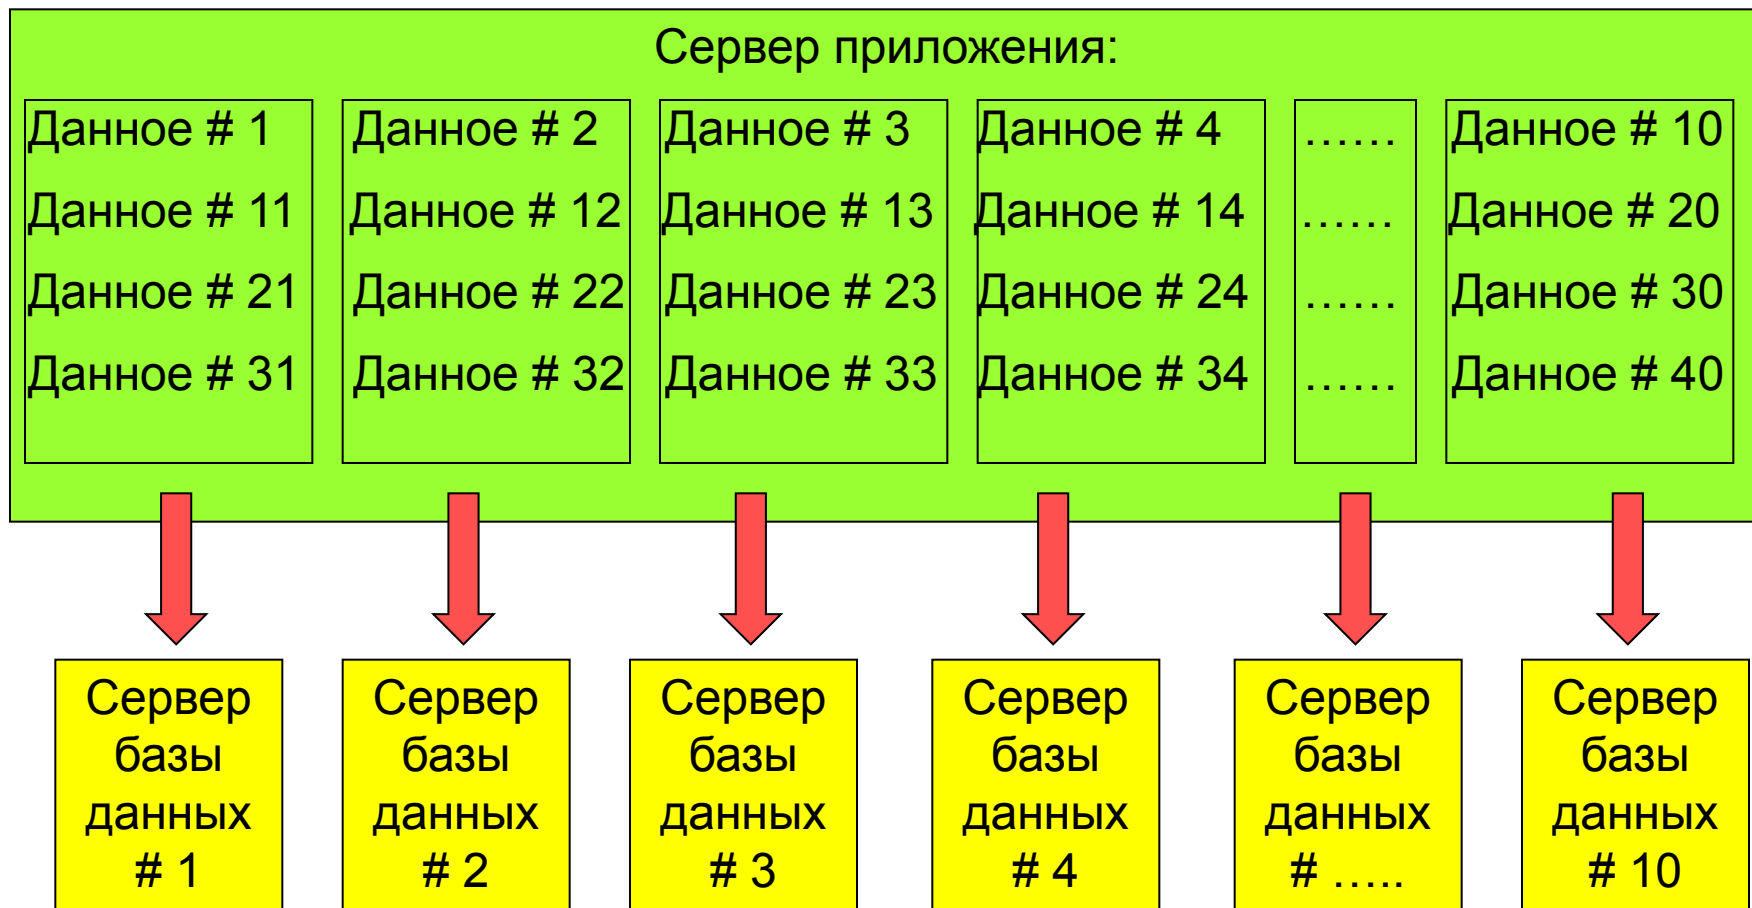 Сервер приложения:
Данное # 1
Данное # 11
Данное # 21
Данное # 31
Данное # 2
Данное # 12
Данное # 22
Данное # 32
Данное # 3
Данное # 13
Данное # 23
Данное # 33
Данное # 4
Данное # 14
Данное # 24
Данное # 34
……
……
……
……
Данное # 10
Данное # 20
Данное # 30
Данное # 40
Сервер
базы
данных
# 1
Сервер
базы
данных
# 2
Сервер
базы
данных
# 3
Сервер
базы
данных
# 4
Сервер
базы
данных
# …..
Сервер
базы
данных
# 10